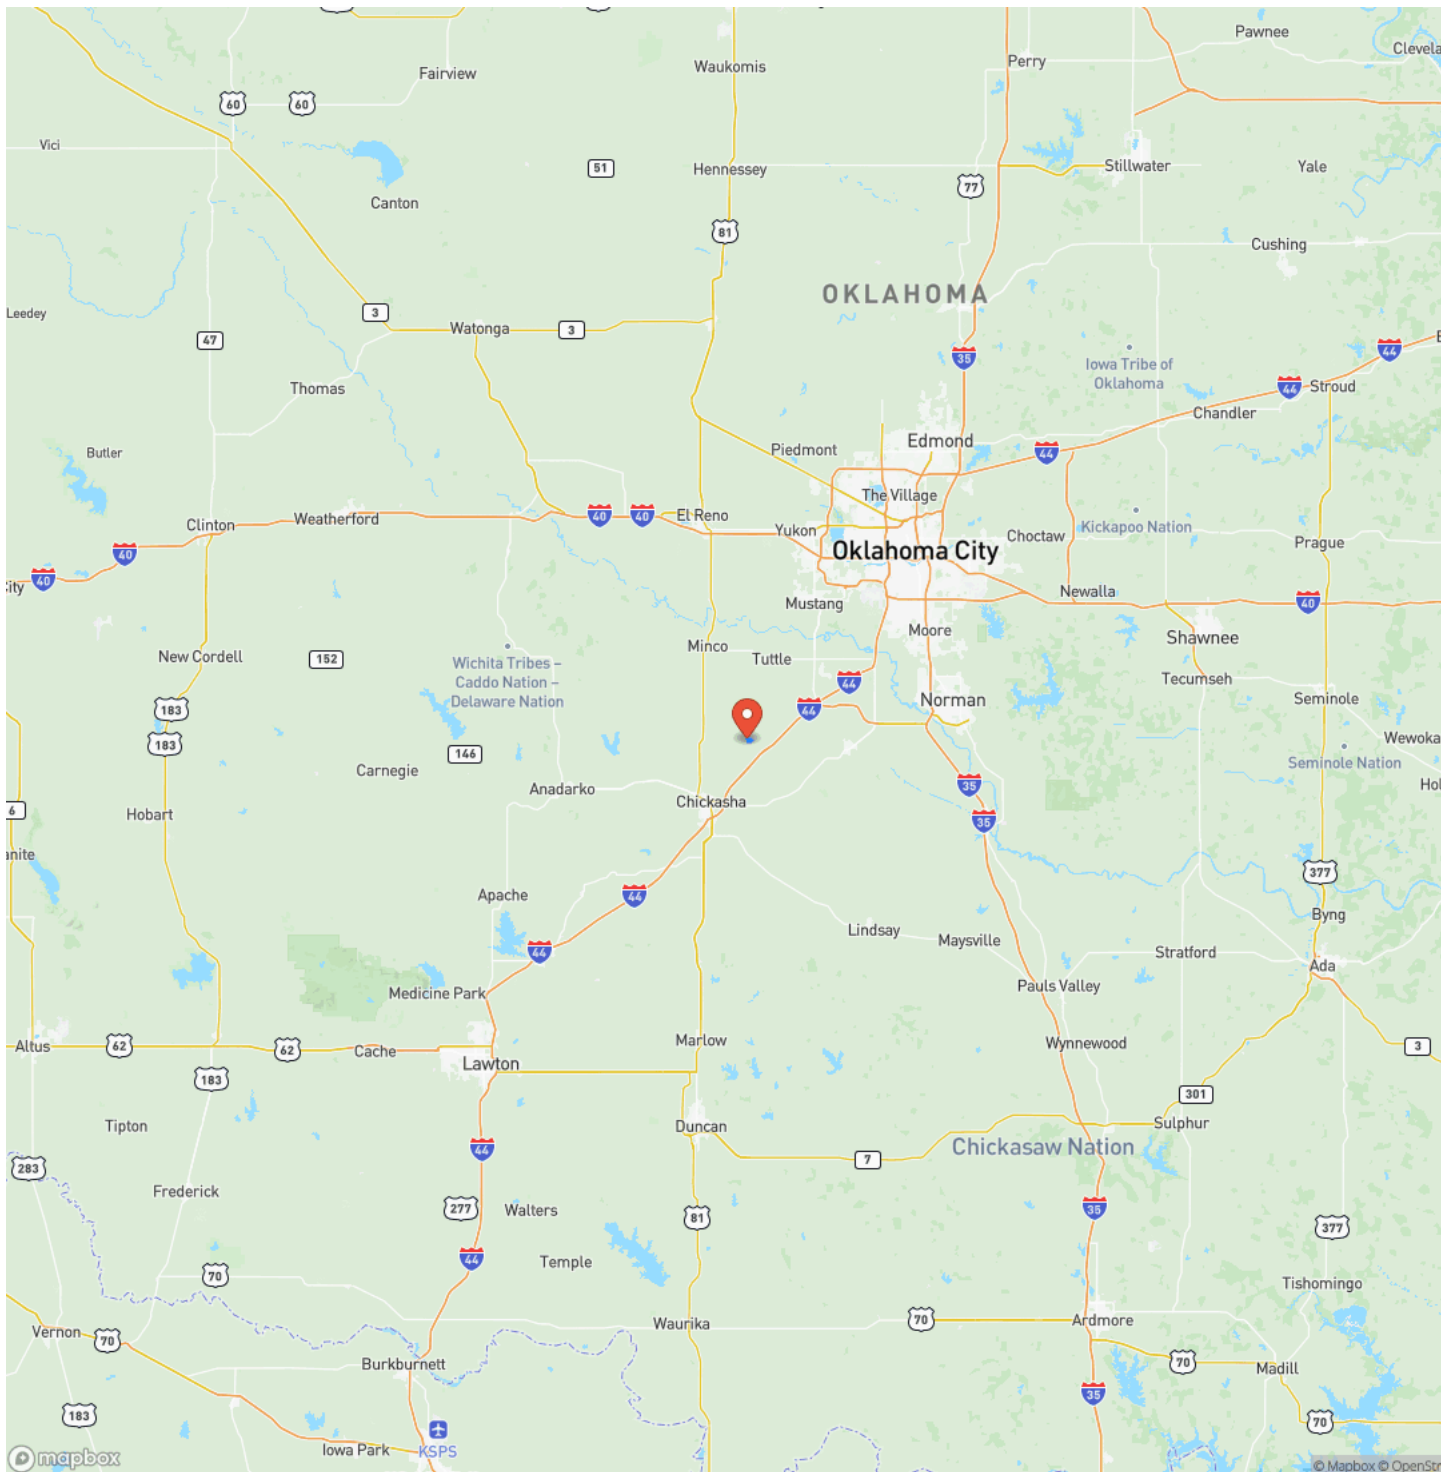 Pawnee
Clevela
Perry
Waukomis
Fairview
60
60
Vici
51
Hennessey
Stillwater
Yale
77
Canton
81
Cushing
OKLAHOMA
Leedey
3
Watonga
3
47
35
44
Iowa Tribe of
Oklahoma
44
Stroud
Thomas
Chandler
Edmond
Piedmont
44
Butler
The Village
Clinton
Weatherford
40
40
El Reno
Yukon
Choctaw
Kickapoo Nation
Prague
40
Oklahoma City
40
City
Newalla
40
Mustang
Moore
Shawnee
Minco
Tuttle
New Cordell
152
Wichita Tribes –
Caddo Nation –
Delaware Nation
44
Tecumseh
Norman
Seminole
183
44
183
146
Wewoka
Seminole Nation
Carnegie
Anadarko
35
Hol
Chickasha
6
Hobart
35
anite
377
Apache
44
Byng
Lindsay
Maysville
44
Stratford
Ada
Medicine Park
Pauls Valley
Altus
62
62
Cache
Marlow
Wynnewood
3
Lawton
183
301
Tipton
Duncan
Sulphur
44
Chickasaw Nation
7
283
Frederick
277
Walters
81
35
377
44
Temple
70
Tishomingo
Waurika
70
Ardmore
Vernon
70
Burkburnett
70
Madill
35
183
70
KSPS
Iowa Park
mapbox
© Mapbox © OpenStr